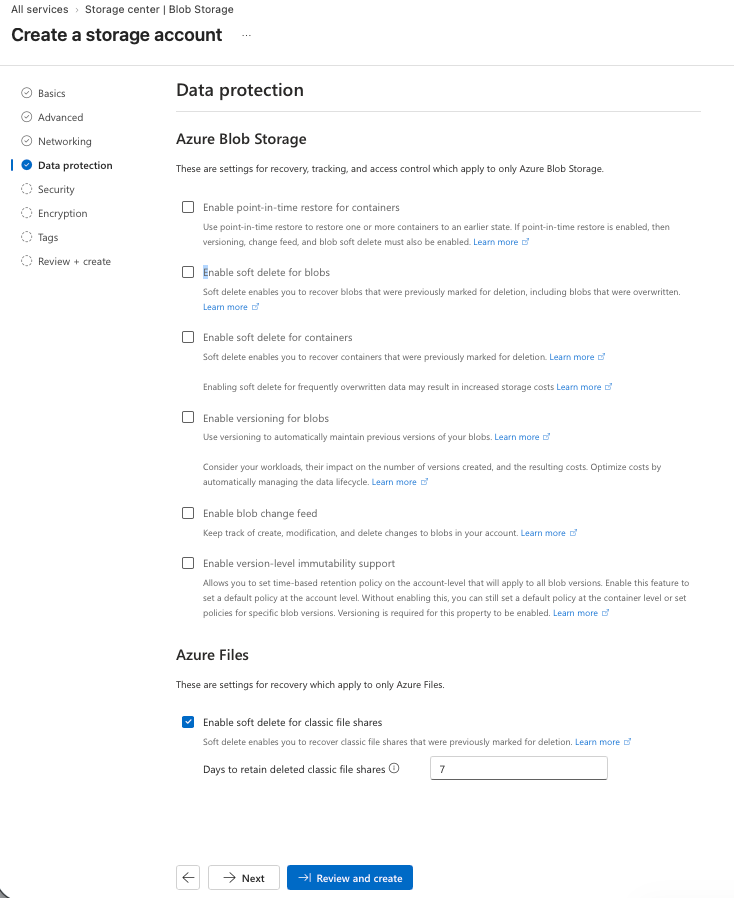 All services › Storage center | Blob Storage
Create a storage account ...
Basics
Advanced
Networking
Data protection
Security
Encryption
Tags
Review + create
Data protection
Azure Blob Storage
These are settings for recovery, tracking, and access control which apply to only Azure Blob Storage.
Enable point-in-time restore for containers
Use point-in-time restore to restore one or more containers to an earlier state. If point-in-time restore is enabled, then
versioning, change feed, and blob soft delete must also be enabled. Learn more
Enable soft delete for blobs
Soft delete enables you to recover blobs that were previously marked for deletion, including blobs that were overwritten.
Learn more
Enable soft delete for containers
Soft delete enables you to recover containers that were previously marked for deletion. Learn more
Enabling soft delete for frequently overwritten data may result in increased storage costs Learn more
Enable versioning for blobs
Use versioning to automatically maintain previous versions of your blobs. Learn more
Consider your workloads, their impact on the number of versions created, and the resulting costs. Optimize costs by
automatically managing the data lifecycle. Learn more
Enable blob change feed
Keep track of create, modification, and delete changes to blobs in your account. Learn more
Enable version-level immutability support
Allows you to set time-based retention policy on the account-level that will apply to all blob versions. Enable this feature to
set a default policy at the account level. Without enabling this, you can still set a default policy at the container level or set
policies for specific blob versions. Versioning is required for this property to be enabled. Learn more
Azure Files
These are settings for recovery which apply to only Azure Files.
Enable soft delete for classic file shares
Soft delete enables you to recover classic file shares that were previously marked for deletion. Learn more
Days to retain deleted classic file shares 7
Next
Review and create